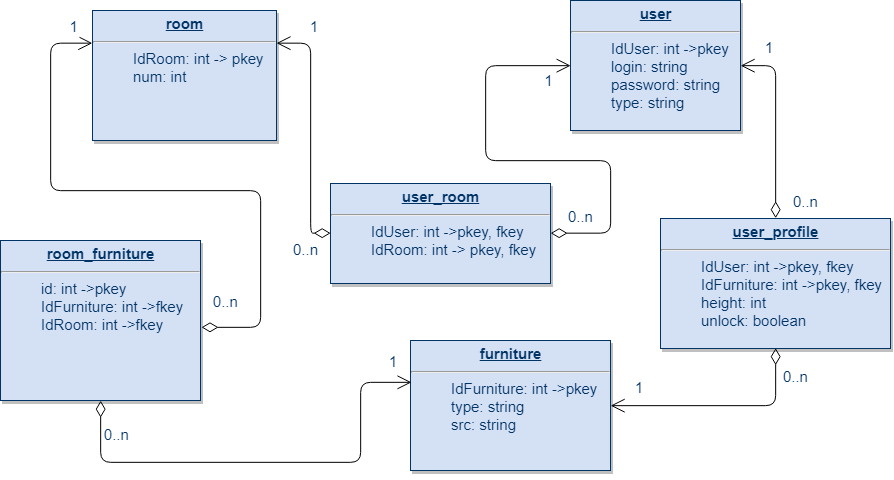 1
room
IdRoom: int -> pkey
num: int
1
user
IdUser: int ->pkey
login: string
password: string
type: string
1
1
user_room
IdUser: int ->pkey, fkey
IdRoom: int -> pkey, fkey
0..n
0..n
0..n
user_profile
IdUser: int ->pkey, fkey
IdFurniture: int ->pkey, fkey
height: int
unlock: boolean
0..n
room_furniture
id: int ->pkey
IdFurniture: int ->fkey
IdRoom: int ->fkey
0..n
0..n
1
furniture
IdFurniture: int ->pkey
type: string
src: string
1